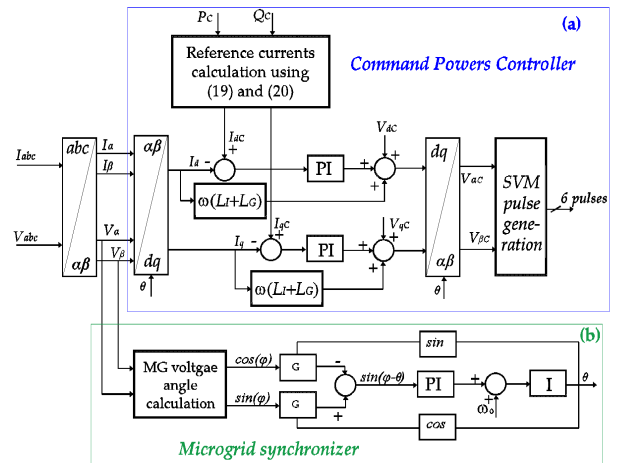 Pc Qc
(a)
Reference currents
calculation using
(19) and (20)
Command Powers Controller
IdC
+
VdC
abc
αβ
Iα
Iβ
Id -
PI
+
+
dq
VαC
SVM
pulse
gene-
ration
6 pulses
Iabc
ω(LI+LG)
IqC
+
VqC
Vabc
Vα
Vβ
Iq
-
PI
+
+
VβC
αβ
dq
ω(LI+LG)
αβ
θ
θ
(b)
sin
MG voltgae
angle
calculation
cos(φ)
G
-
sin(φ-θ)
PI
+
I
θ
sin(φ)
G
+
ωo
+
cos
Microgrid synchronizer